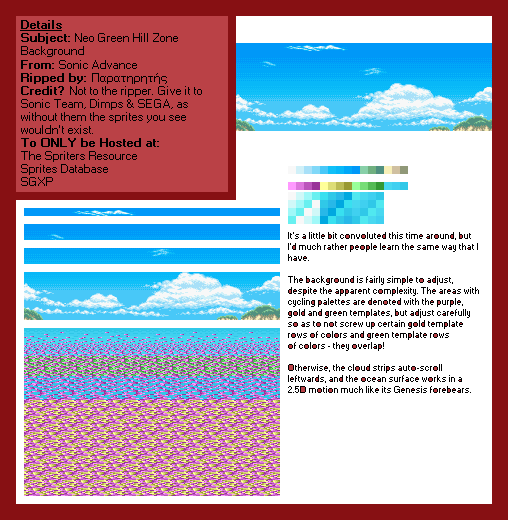 Details
Subject: Neo Green Hill Zone
Background
From: Sonic Advance
Ripped by: Παρατηρητής
Credit? Not to the ripper. Give it to
Sonic Team, Dimps & SEGA, as
without them the sprites you see
wouldn't exist.
To ONLY be Hosted at:
The Spriters Resource
Sprites Database
SGXP
It's a little bit convoluted this time around, but
I'd much rather people learn the same way that I
have.
The background is fairly simple to adjust,
despite the apparent complexity. The areas with
cycling palettes are denoted with the purple,
gold and green templates, but adjust carefully
so as to not screw up certain gold template
rows of colors and green template rows
of colors - they overlap!
Otherwise, the cloud strips auto-scroll
leftwards, and the ocean surface works in a
2.5D motion much like its Genesis forebears.